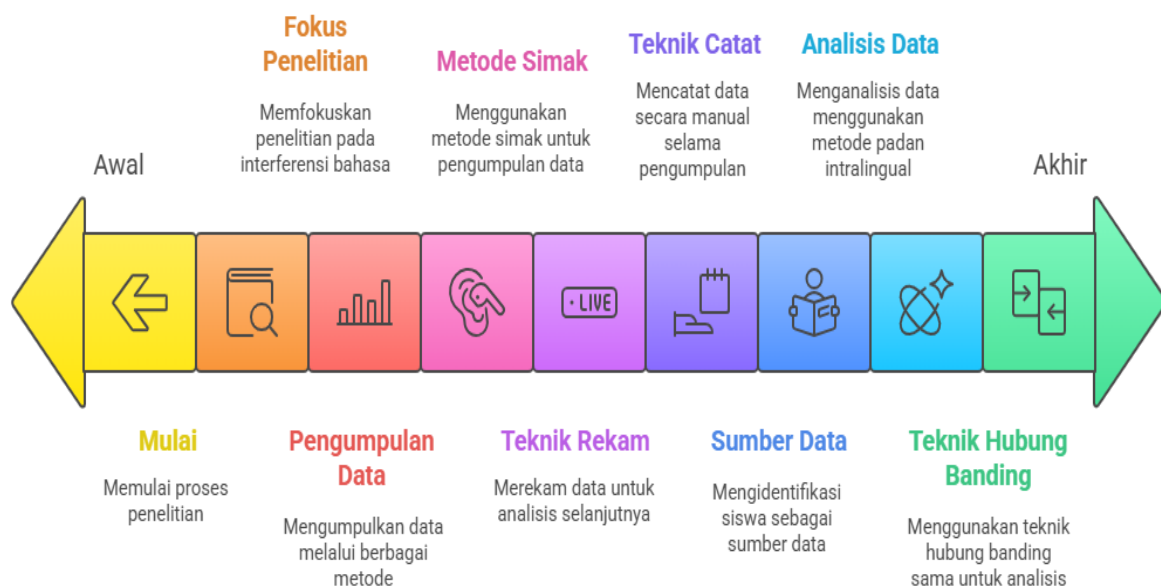 Awal
Fokus
Penelitian
Memfokuskan
penelitian pada
interferensi bahasa
Metode Simak
Menggunakan
metode simak untuk
pengumpulan data
Teknik Catat
Mencatat data
secara manual
selama
pengumpulan
Analisis Data
Menganalisis data
menggunakan
metode padan
intralingual
Akhir
LIVE
Mulai
Memulai proses
penelitian
Pengumpulan
Data
Mengumpulkan data
melalui berbagai
metode
Teknik Rekam
Merekam data untuk
analisis selanjutnya
Sumber Data
Mengidentifikasi
siswa sebagai
sumber data
Teknik Hubung
Banding
Menggunakan teknik
hubung banding
sama untuk analisis